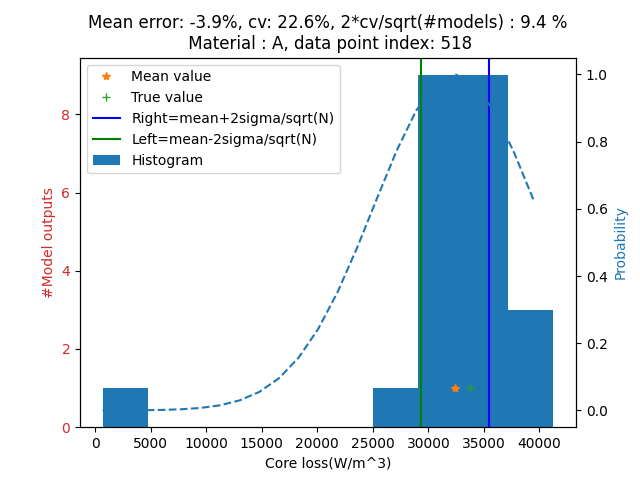 Mean error: -3.9%, cv: 22.6%, 2*cv/sqrt(#models) : 9.4 %
Material : A, data point index: 518
Mean value
True value
Right=mean+2sigma/sqrt(N)
Left=mean-2sigma/sqrt(N)
Histogram
#Model outputs
0
2
4
6
8
Probability
0.0
0.2
0.4
0.6
0.8
1.0
0
5000
10000
15000
20000
25000
30000
35000
40000
Core loss(W/m^3)